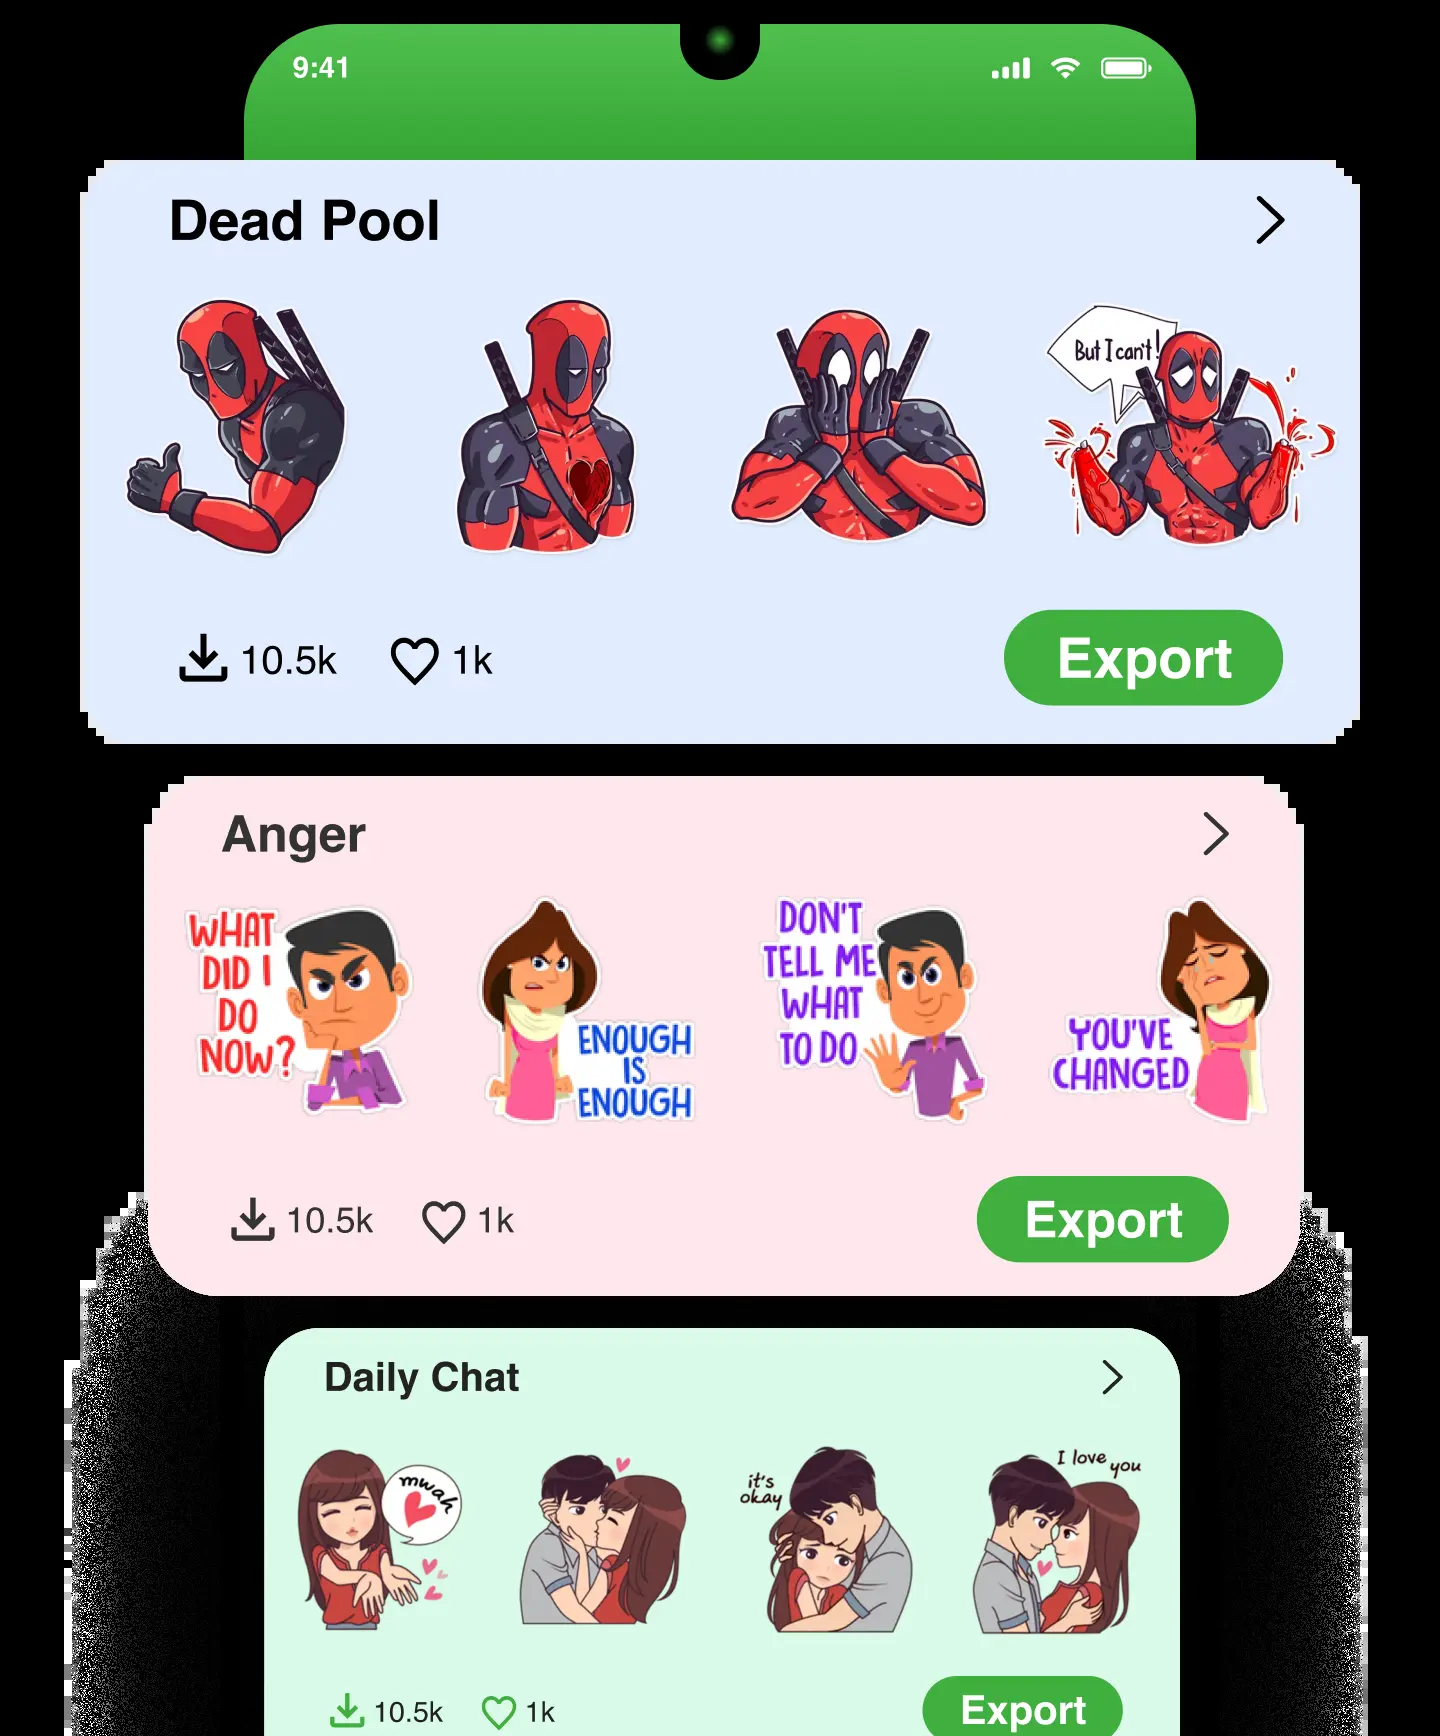 9:41
Dead Pool
But I can't!
10.5k
1k
Export
Anger
WHAT
DID I
DO
NOW?
ENOUGH
IS
ENOUGH
DON'T
TELL ME
WHAT
TO DO
YOU'VE
CHANGED
10.5k
1k
Export
Daily Chat
mwah
it's
okay
I love you
10.5k
1k
Export